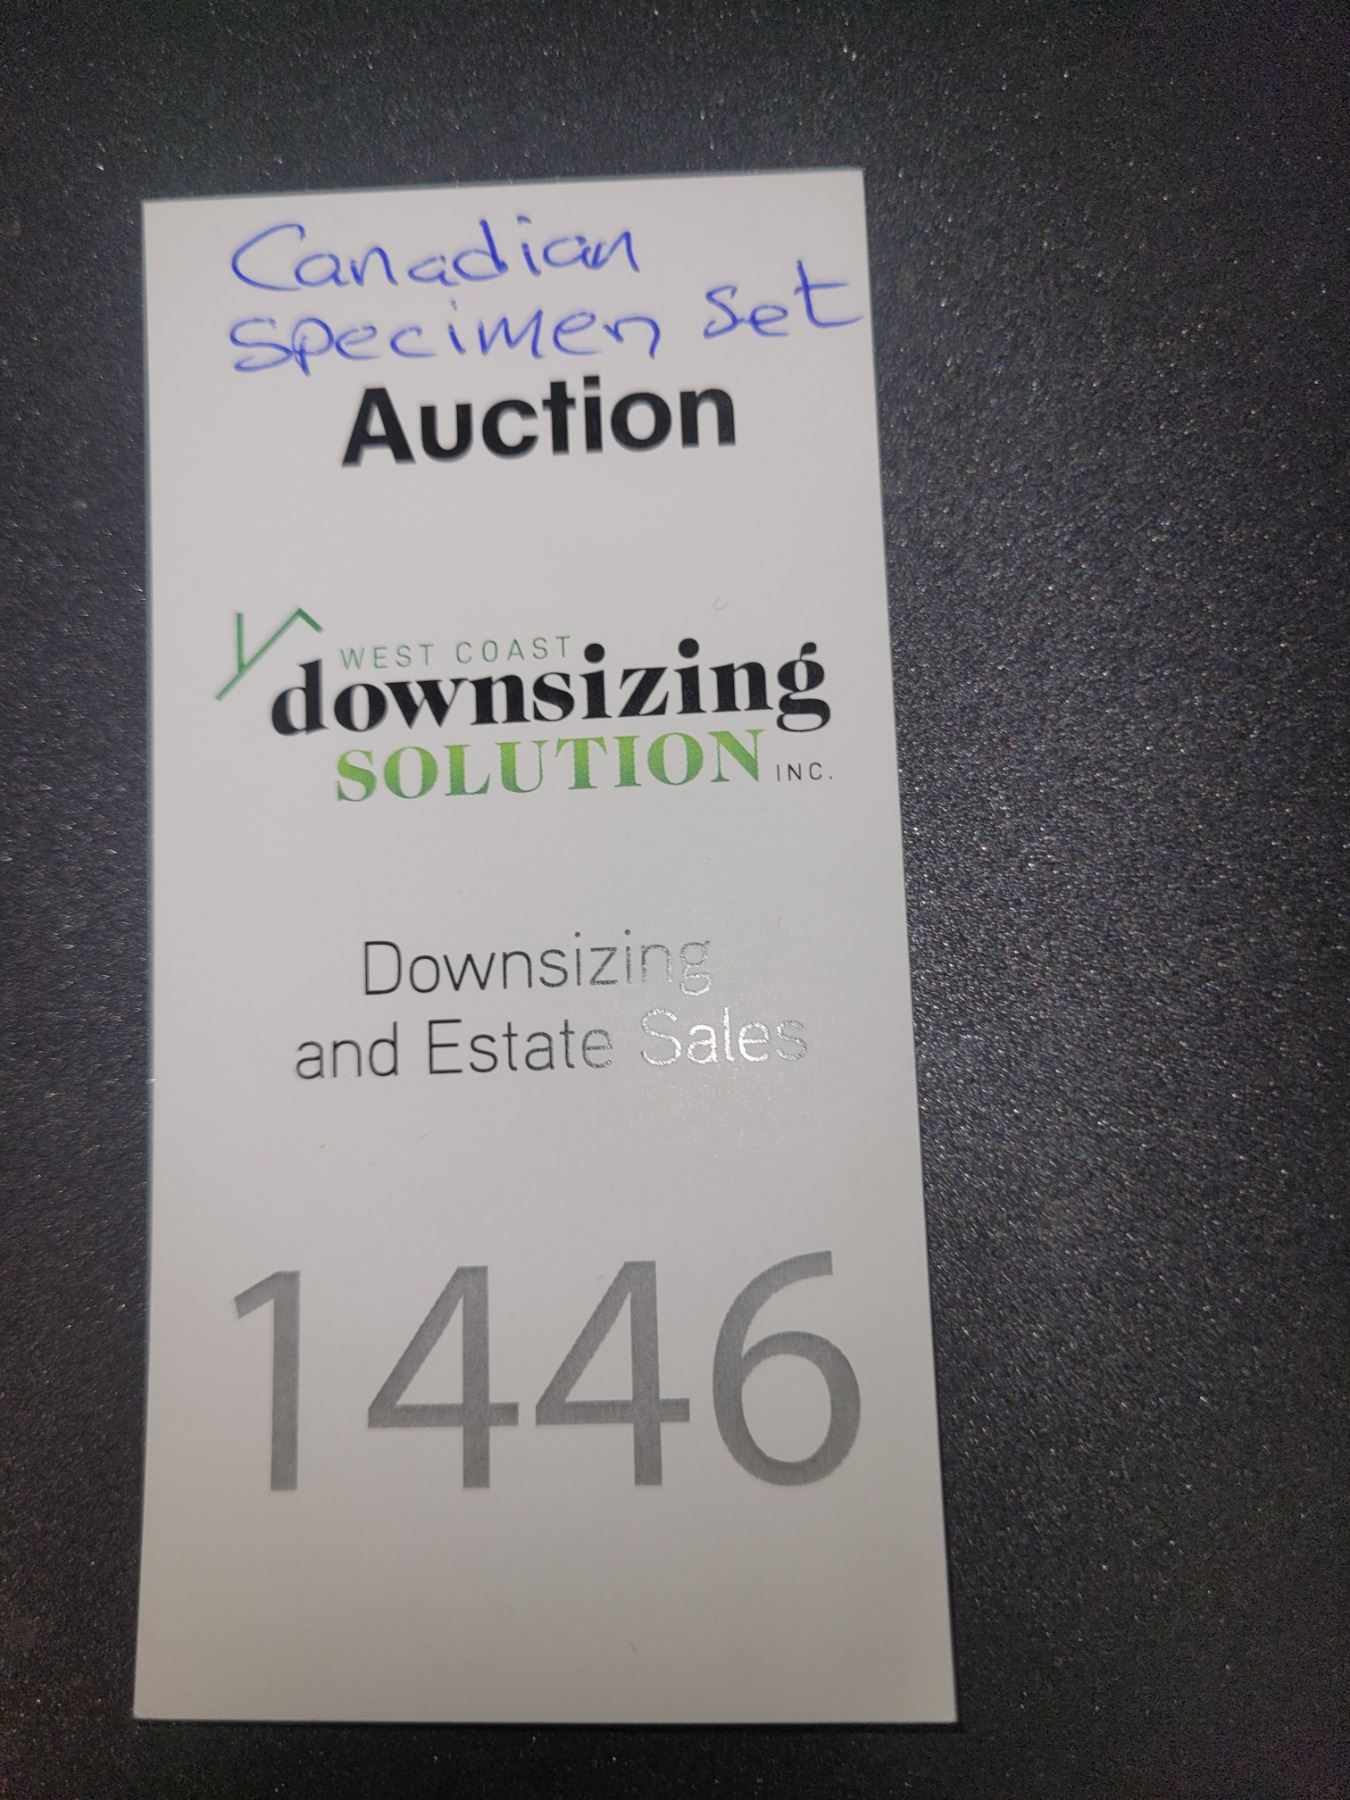 Canadian
specimen set
Auction
WEST COAST
downsizing
SOLUTION INC.
Downsizing
and Estate Sales
1446